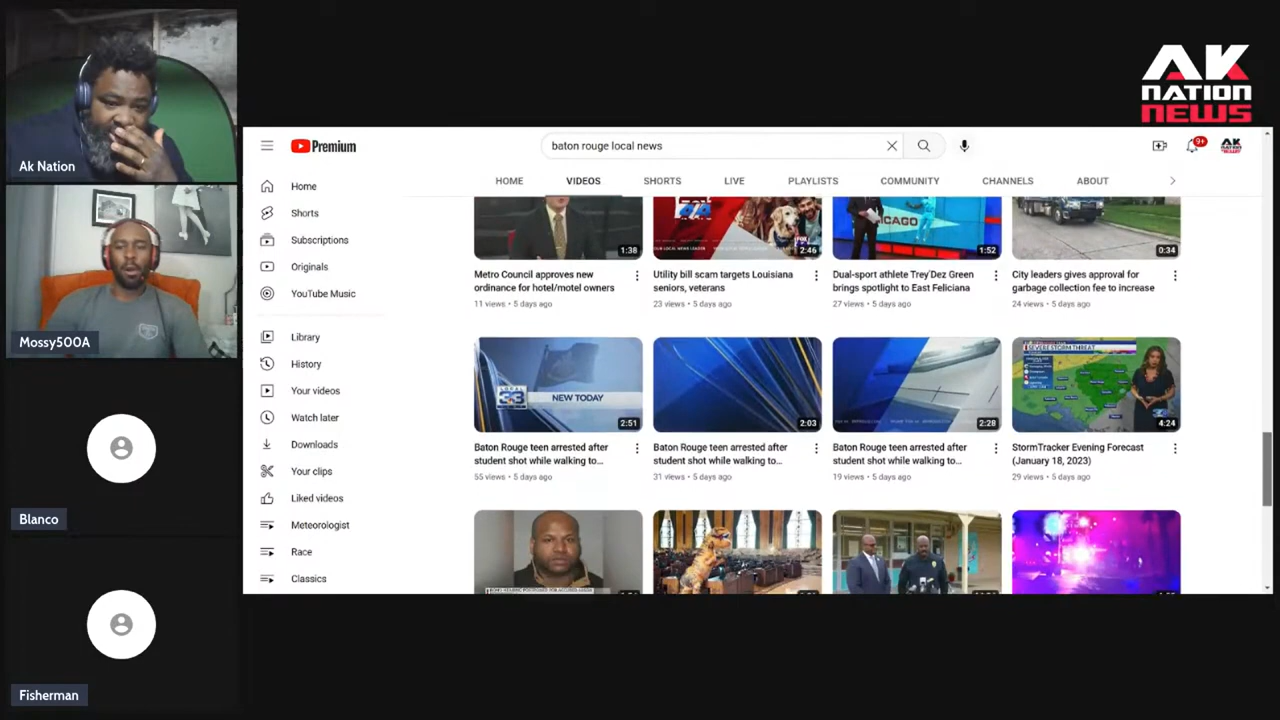 AK
NATION
NEWS
Ak Nation
Mossy500A
Blanco
Fisherman
Premium
baton rouge local news
9+
HOME
VIDEOS
SHORTS
LIVE
PLAYLISTS
COMMUNITY
CHANNELS
ABOUT
Home
Shorts
Subscriptions
Originals
YouTube Music
Library
History
Your videos
Watch later
Downloads
Your clips
Liked videos
Meteorologist
Race
Classics
1:38
2:46
CAGO
1:52
0:34
Metro Council approves new
ordinance for hotel/motel owners
11 views • 5 days ago
Utility bill scam targets Louisiana
seniors, veterans
23 views • 5 days ago
Dual-sport athlete Trey'Dez Green
brings spotlight to East Feliciana
27 views • 5 days ago
City leaders gives approval for
garbage collection fee to increase
24 views • 5 days ago
LOCAL
33
NEW TODAY
2:51
2:03
2:28
SEVERE STORM THREAT
4:24
Baton Rouge teen arrested after
student shot while walking to...
55 views • 5 days ago
Baton Rouge teen arrested after
student shot while walking to...
31 views • 5 days ago
Baton Rouge teen arrested after
student shot while walking to...
19 views • 5 days ago
StormTracker Evening Forecast
(January 18, 2023)
29 views • 5 days ago